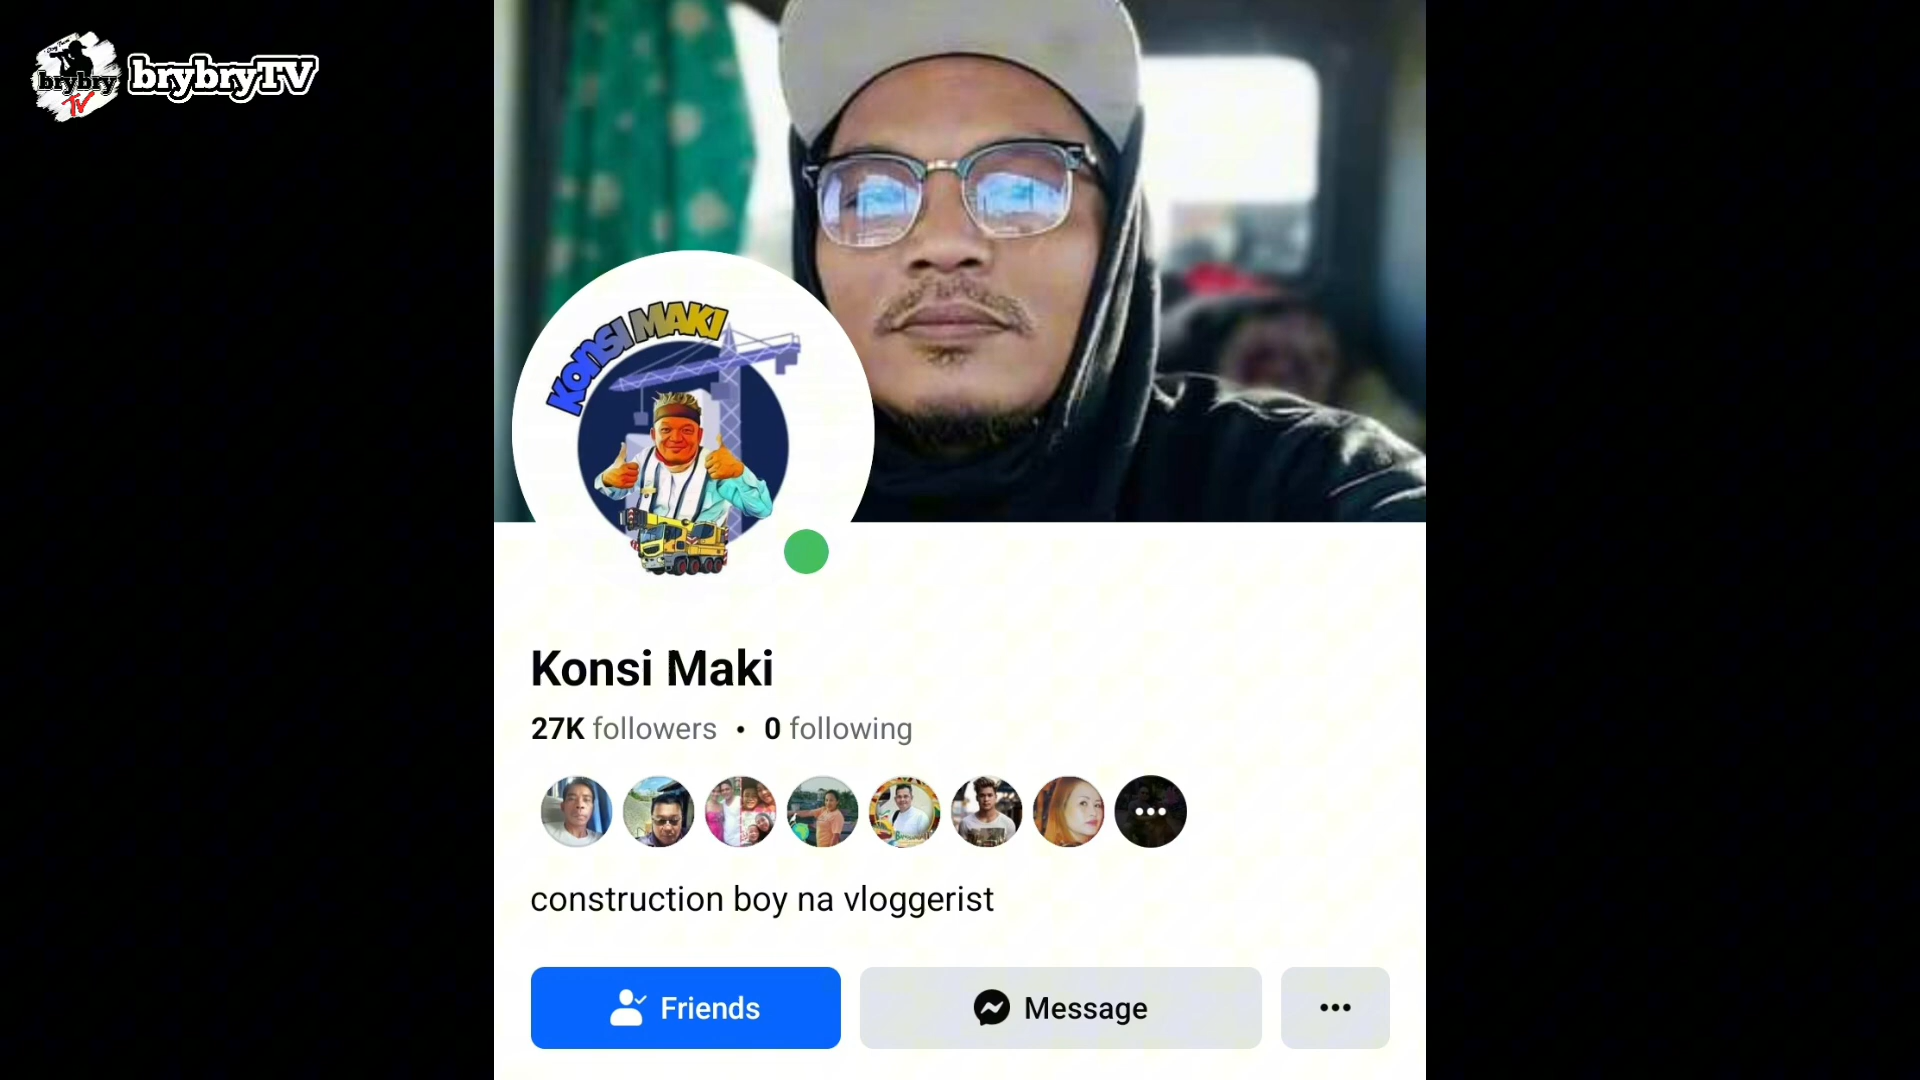 brybry
TV
brybryTV
KONSI MAKI
Konsi Maki
27K followers • 0 following
construction boy na vloggerist
Friends
Message